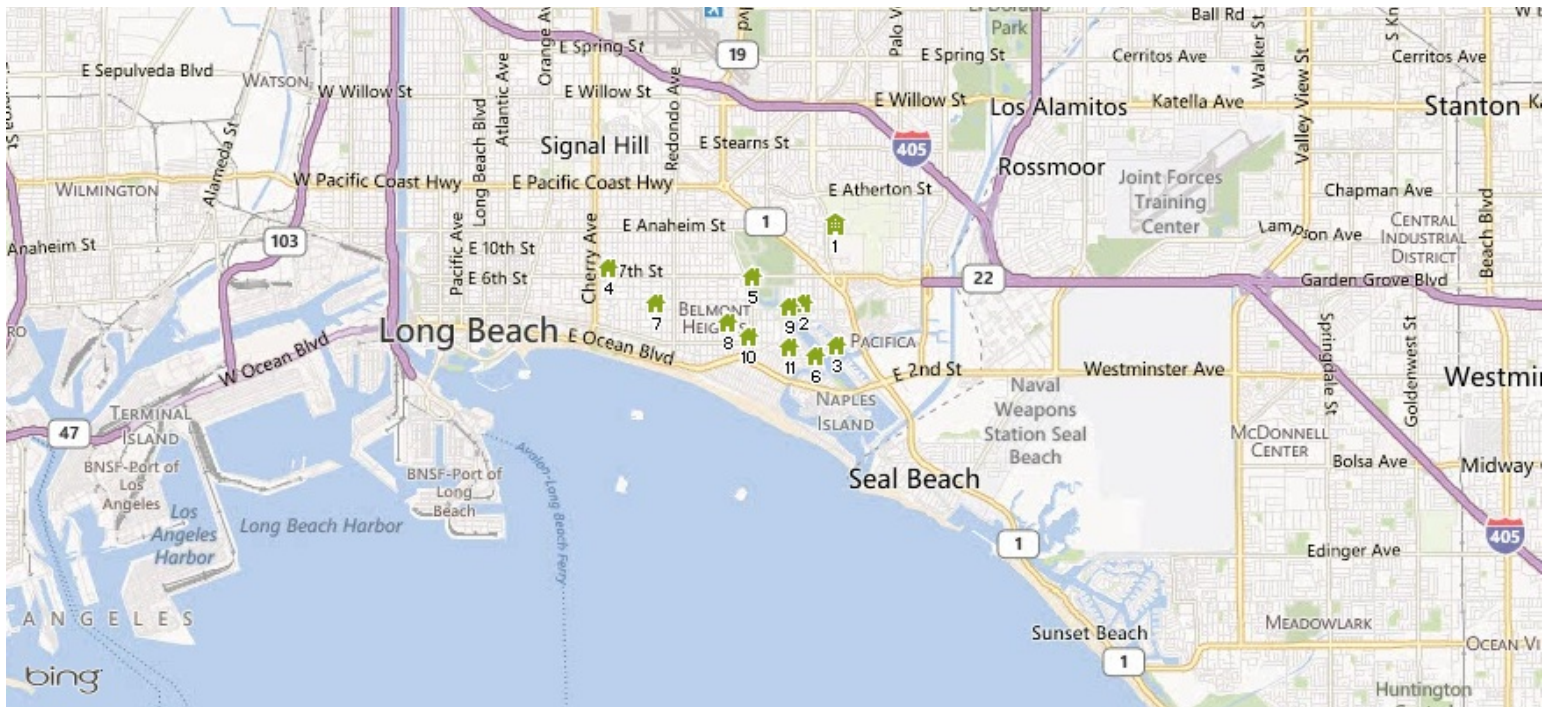 Orange Ave
Blvd
Palo V
Park
Ball Rd
Walker St
Valley View St
S Kn
W B
E Spring St
19
E Spring St
Cerritos Ave
Cerritos Ave
E Sepulveda Blvd
WATSON
W Willow St
Long Beach Blvd
Atlantic Ave
E Willow St
Redondo Ave
E Willow St
Los Alamitos
Katella Ave
Stanton
Alameda St
Signal Hill
E Stearns St
405
Rossmoor
WILMINGTON
W Pacific Coast Hwy
E Pacific Coast Hwy
E Atherton St
Joint Forces
Training
Center
Chapman Ave
Anaheim St
103
Pacific Ave
E Anaheim St
1
1
Lampson Ave
CENTRAL
INDUSTRIAL
DISTRICT
Beach Blvd
E 10th St
E 6th St
Cherry Ave
7th St
4
5
22
Garden Grove Blvd
7
BELMONT
HEIGHTS
9
2
8
10
11
6
3
PACIFICA
RO
Long Beach
E Ocean Blvd
W Ocean Blvd
E 2nd St
Westminster Ave
Springdale St
Goldenwest St
Westmin
TERMINAL
ISLAND
47
NAPLES
ISLAND
Naval
Weapons
Station Seal
Beach
MCDONNELL
CENTER
Bolsa Ave
Midway
BNSF-Port of
Los
Angeles
BNSF-Port of
Long
Beach
Avalon-Long Beach Ferry
Seal Beach
Los
Angeles
Harbor
Long Beach Harbor
1
Edinger Ave
405
ANGELES
Sunset Beach
MEADOWLARK
OCEAN VI
1
bing
Huntington